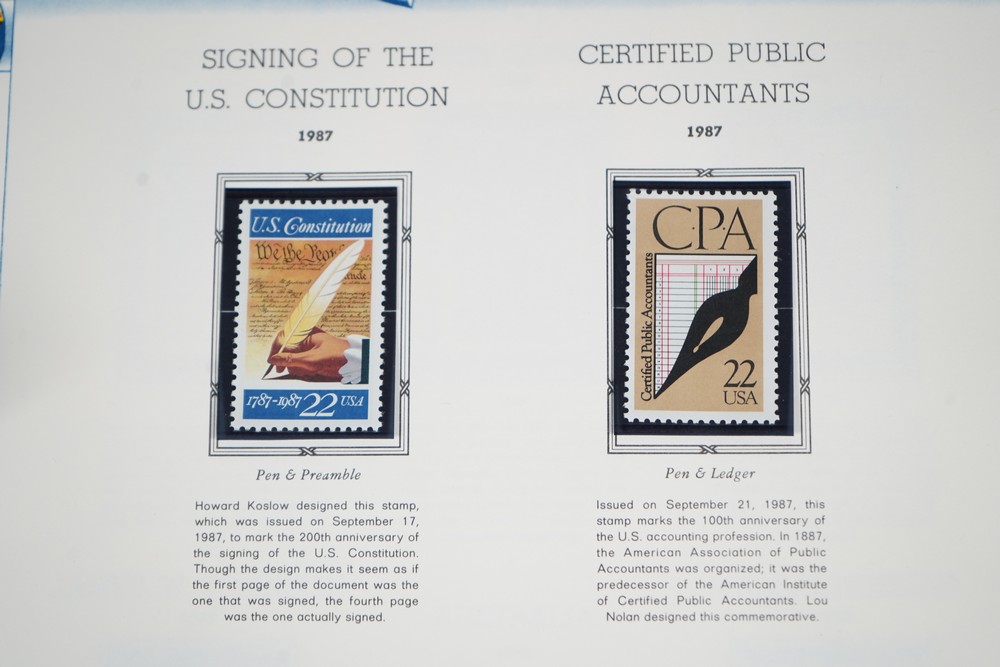 SIGNING OF THE
U.S. CONSTITUTION
1987
U.S. Constitution
We the Peop
1787-1987 22 USA
Pen & Preamble
Howard Koslow designed this stamp,
which was issued on September 17,
1987, to mark the 200th anniversary of
the signing of the U.S. Constitution.
Though the design makes it seem as if
the first page of the document was the
one that was signed, the fourth page
was the one actually signed.
CERTIFIED PUBLIC
ACCOUNTANTS
1987
C·P·A
Certified Public Accountants
22
USA
Pen & Ledger
Issued on September 21, 1987, this
stamp marks the 100th anniversary of
the U.S. accounting profession. In 1887,
the American Association of Public
Accountants was organized; it was the
predecessor of the American Institute
of Certified Public Accountants. Lou
Nolan designed this commemorative.